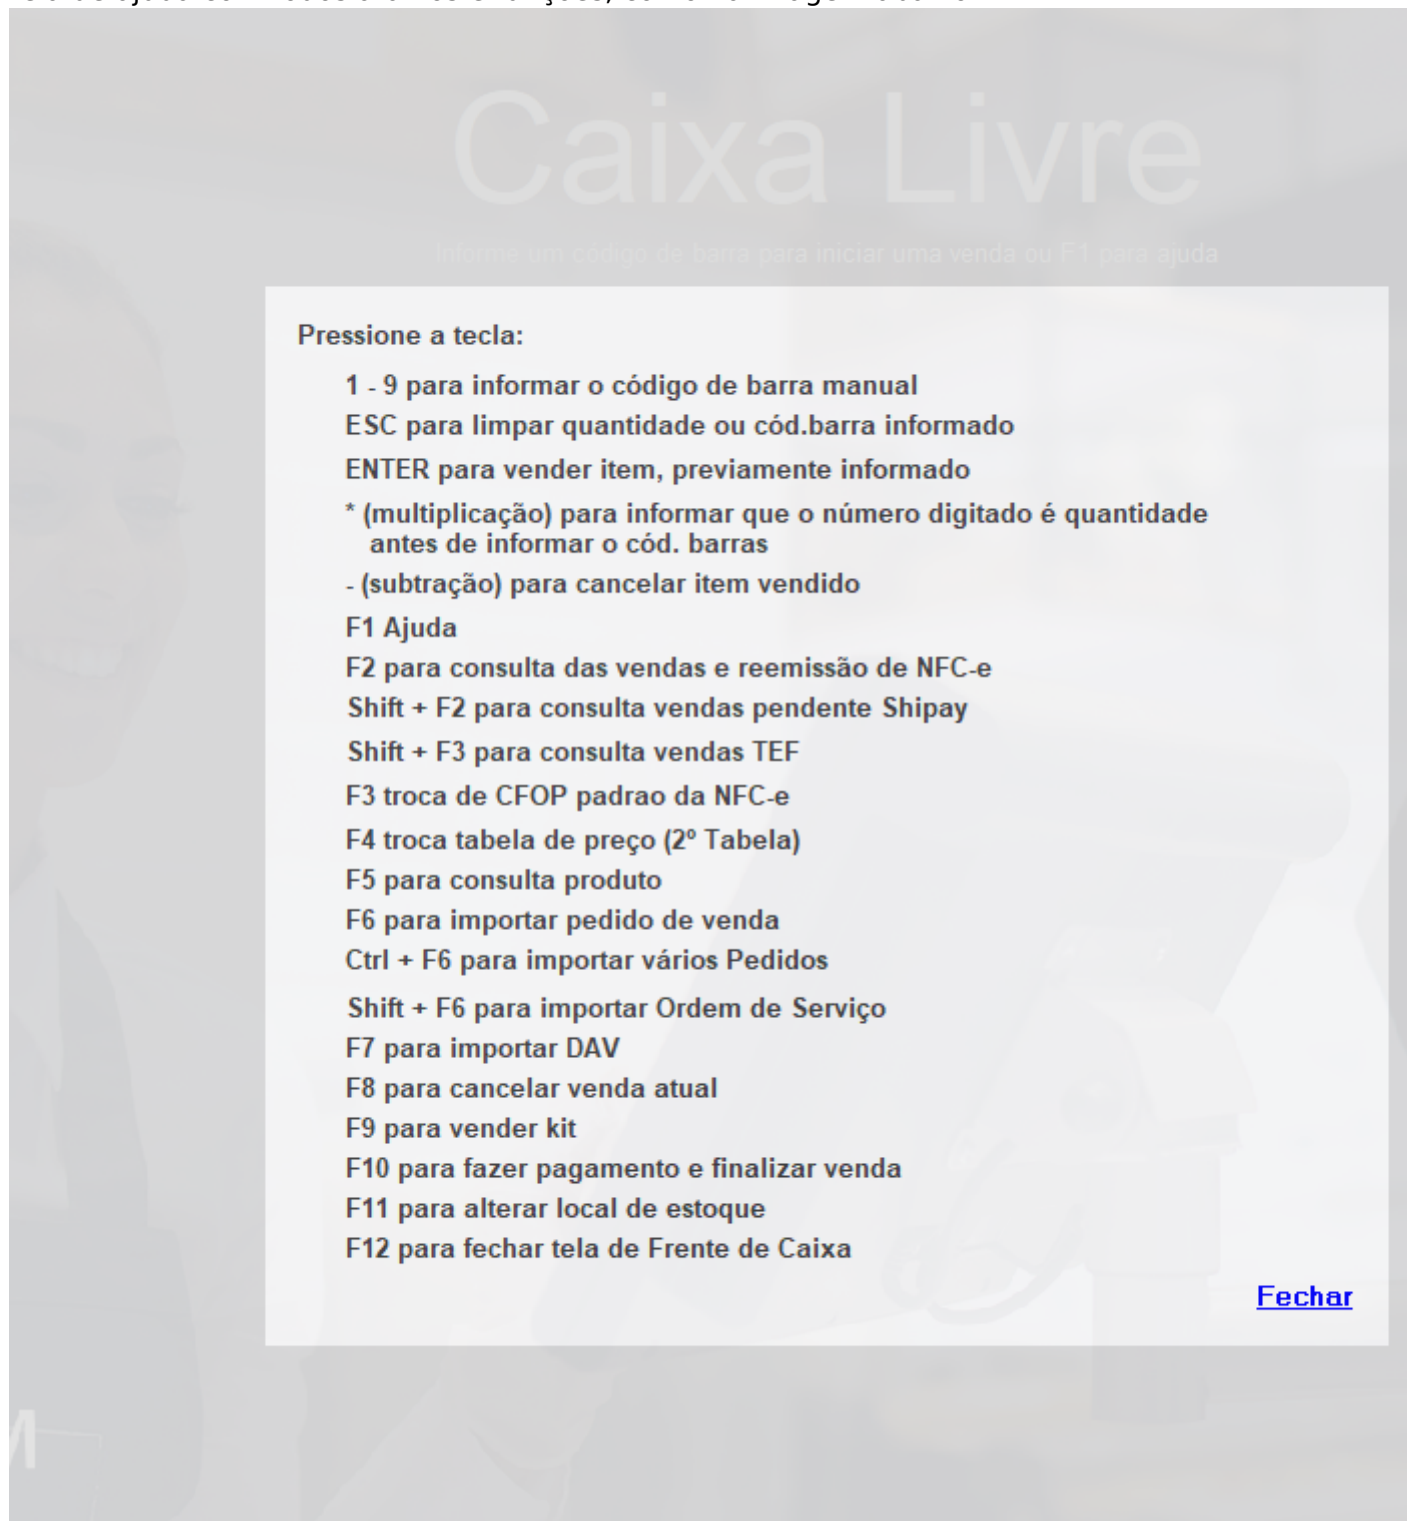 Caixa Livre
Informe um código de barra para iniciar uma venda ou F1 para ajuda
Pressione a tecla:
1 - 9 para informar o código de barra manual
ESC para limpar quantidade ou cód.barra informado
ENTER para vender item, previamente informado
* (multiplicação) para informar que o número digitado é quantidade
antes de informar o cód. barras
- (subtração) para cancelar item vendido
F1 Ajuda
F2 para consulta das vendas e reemissão de NFC-e
Shift + F2 para consulta vendas pendente Shipay
Shift + F3 para consulta vendas TEF
F3 troca de CFOP padrao da NFC-e
F4 troca tabela de preço (2º Tabela)
F5 para consulta produto
F6 para importar pedido de venda
Ctrl + F6 para importar vários Pedidos
Shift + F6 para importar Ordem de Serviço
F7 para importar DAV
F8 para cancelar venda atual
F9 para vender kit
F10 para fazer pagamento e finalizar venda
F11 para alterar local de estoque
F12 para fechar tela de Frente de Caixa
Fechar